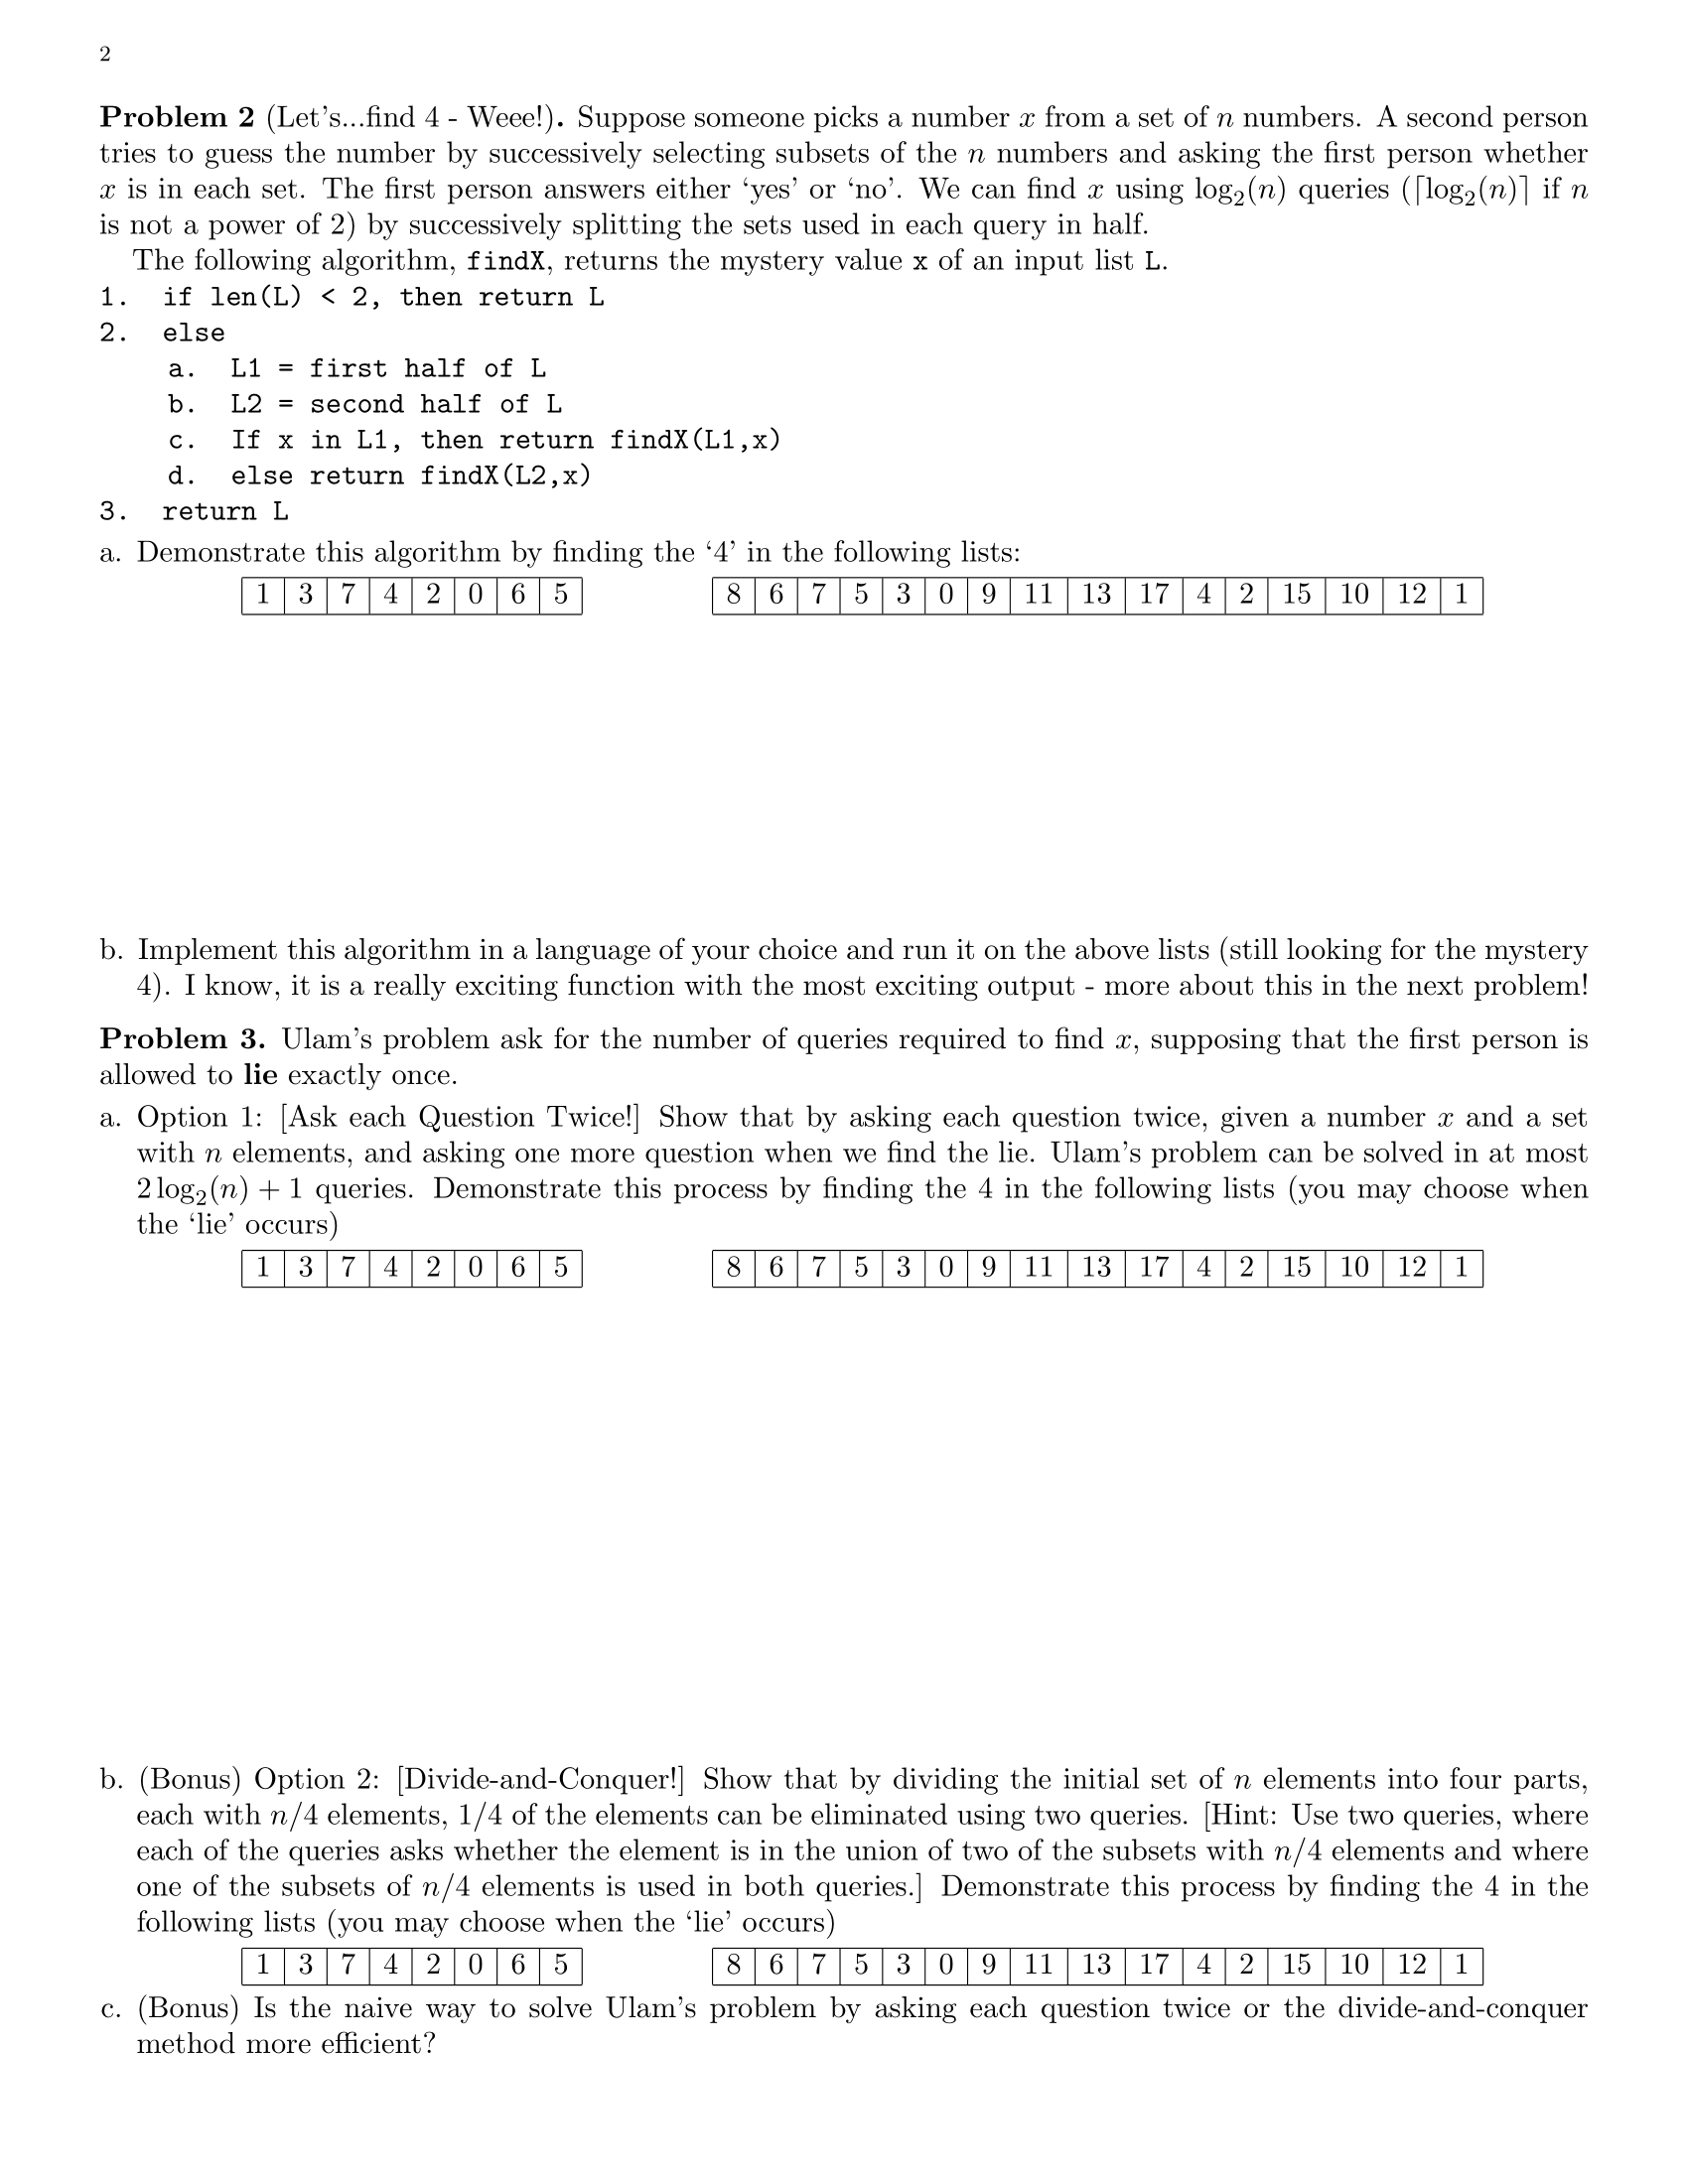 2
Problem 2 (Let's...find 4 - Weee!). Suppose someone picks a number x from a set of n numbers. A second person
tries to guess the number by successively selecting subsets of the n numbers and asking the first person whether
x is in each set. The first person answers either ‘yes’ or ‘no’. We can find x using log₂(n) queries (⌈log₂(n)⌉ if n
is not a power of 2) by successively splitting the sets used in each query in half.
The following algorithm, findX, returns the mystery value x of an input list L.
1. if len(L) < 2, then return L
2. else
a. L1 = first half of L
b. L2 = second half of L
c. If x in L1, then return findX(L1,x)
d. else return findX(L2,x)
3. return L
a. Demonstrate this algorithm by finding the ‘4’ in the following lists:
1 3 7 4 2 0 6 5 8 6 7 5 3 0 9 11 13 17 4 2 15 10 12 1
b. Implement this algorithm in a language of your choice and run it on the above lists (still looking for the mystery
4). I know, it is a really exciting function with the most exciting output - more about this in the next problem!
Problem 3. Ulam's problem ask for the number of queries required to find x, supposing that the first person is
allowed to lie exactly once.
a. Option 1: [Ask each Question Twice!] Show that by asking each question twice, given a number x and a set
with n elements, and asking one more question when we find the lie. Ulam's problem can be solved in at most
2 log₂(n) + 1 queries. Demonstrate this process by finding the 4 in the following lists (you may choose when
the ‘lie’ occurs)
1 3 7 4 2 0 6 5 8 6 7 5 3 0 9 11 13 17 4 2 15 10 12 1
b. (Bonus) Option 2: [Divide-and-Conquer!] Show that by dividing the initial set of n elements into four parts,
each with n/4 elements, 1/4 of the elements can be eliminated using two queries. [Hint: Use two queries, where
each of the queries asks whether the element is in the union of two of the subsets with n/4 elements and where
one of the subsets of n/4 elements is used in both queries.] Demonstrate this process by finding the 4 in the
following lists (you may choose when the ‘lie’ occurs)
1 3 7 4 2 0 6 5 8 6 7 5 3 0 9 11 13 17 4 2 15 10 12 1
c. (Bonus) Is the naive way to solve Ulam's problem by asking each question twice or the divide-and-conquer
method more efficient?